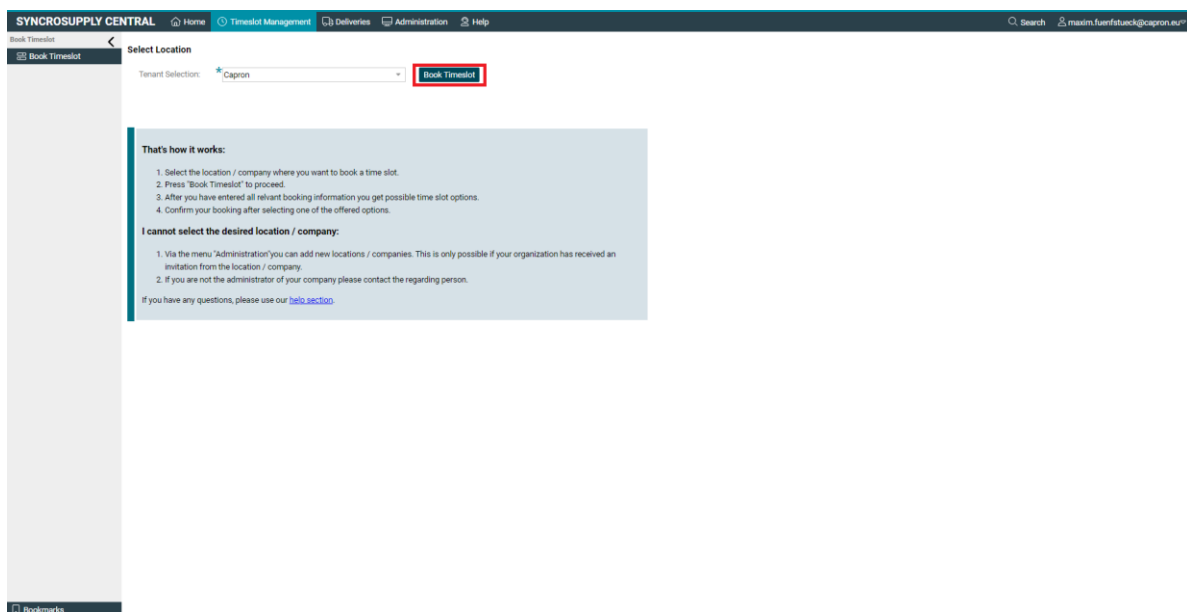 SYNCROSUPPLY CENTRAL Home Timeslot Management Deliveries Administration Help Search maxim.fuenfstueck@capron.eu
Book Timeslot
Book Timeslot
Select Location
Tenant Selection: * Capron Book Timeslot
That's how it works:
1. Select the location / company where you want to book a time slot.
2. Press "Book Timeslot" to proceed.
3. After you have entered all relvant booking information you get possible time slot options.
4. Confirm your booking after selecting one of the offered options.
I cannot select the desired location / company:
1. Via the menu "Administration"you can add new locations / companies. This is only possible if your organization has received an
invitation from the location / company.
2. If you are not the administrator of your company please contact the regarding person.
If you have any questions, please use our help section.
Bookmarks